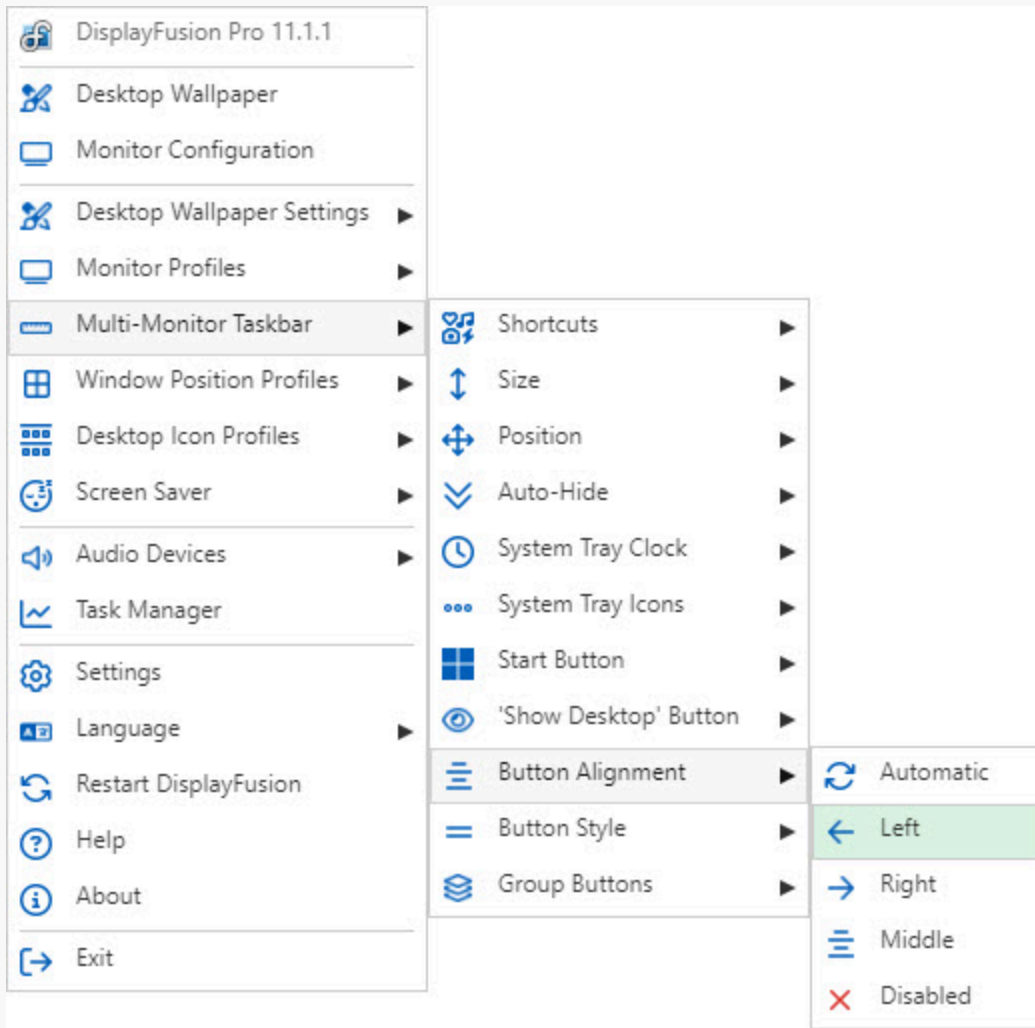 DisplayFusion Pro 11.1.1
Desktop Wallpaper
Monitor Configuration
Desktop Wallpaper Settings
Monitor Profiles
Multi-Monitor Taskbar
Window Position Profiles
Desktop Icon Profiles
Screen Saver
Audio Devices
Task Manager
Settings
Language
Restart DisplayFusion
Help
About
Exit
Shortcuts
Size
Position
Auto-Hide
System Tray Clock
System Tray Icons
Start Button
'Show Desktop' Button
Button Alignment
Button Style
Group Buttons
Automatic
Left
Right
Middle
Disabled